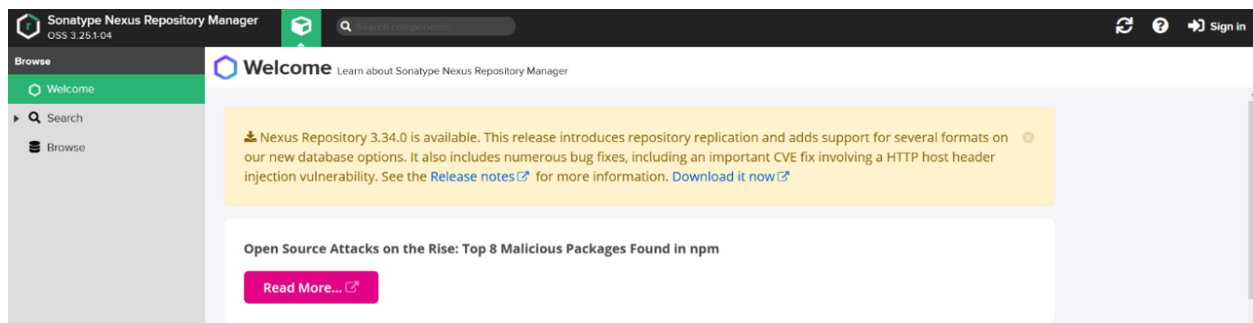 Sonatype Nexus Repository Manager
OSS 3.25.1-04
Search components
Sign in
Browse
Welcome
Search
Browse
Welcome Learn about Sonatype Nexus Repository Manager
Nexus Repository 3.34.0 is available. This release introduces repository replication and adds support for several formats on
our new database options. It also includes numerous bug fixes, including an important CVE fix involving a HTTP host header
injection vulnerability. See the Release notes for more information. Download it now
Open Source Attacks on the Rise: Top 8 Malicious Packages Found in npm
Read More...